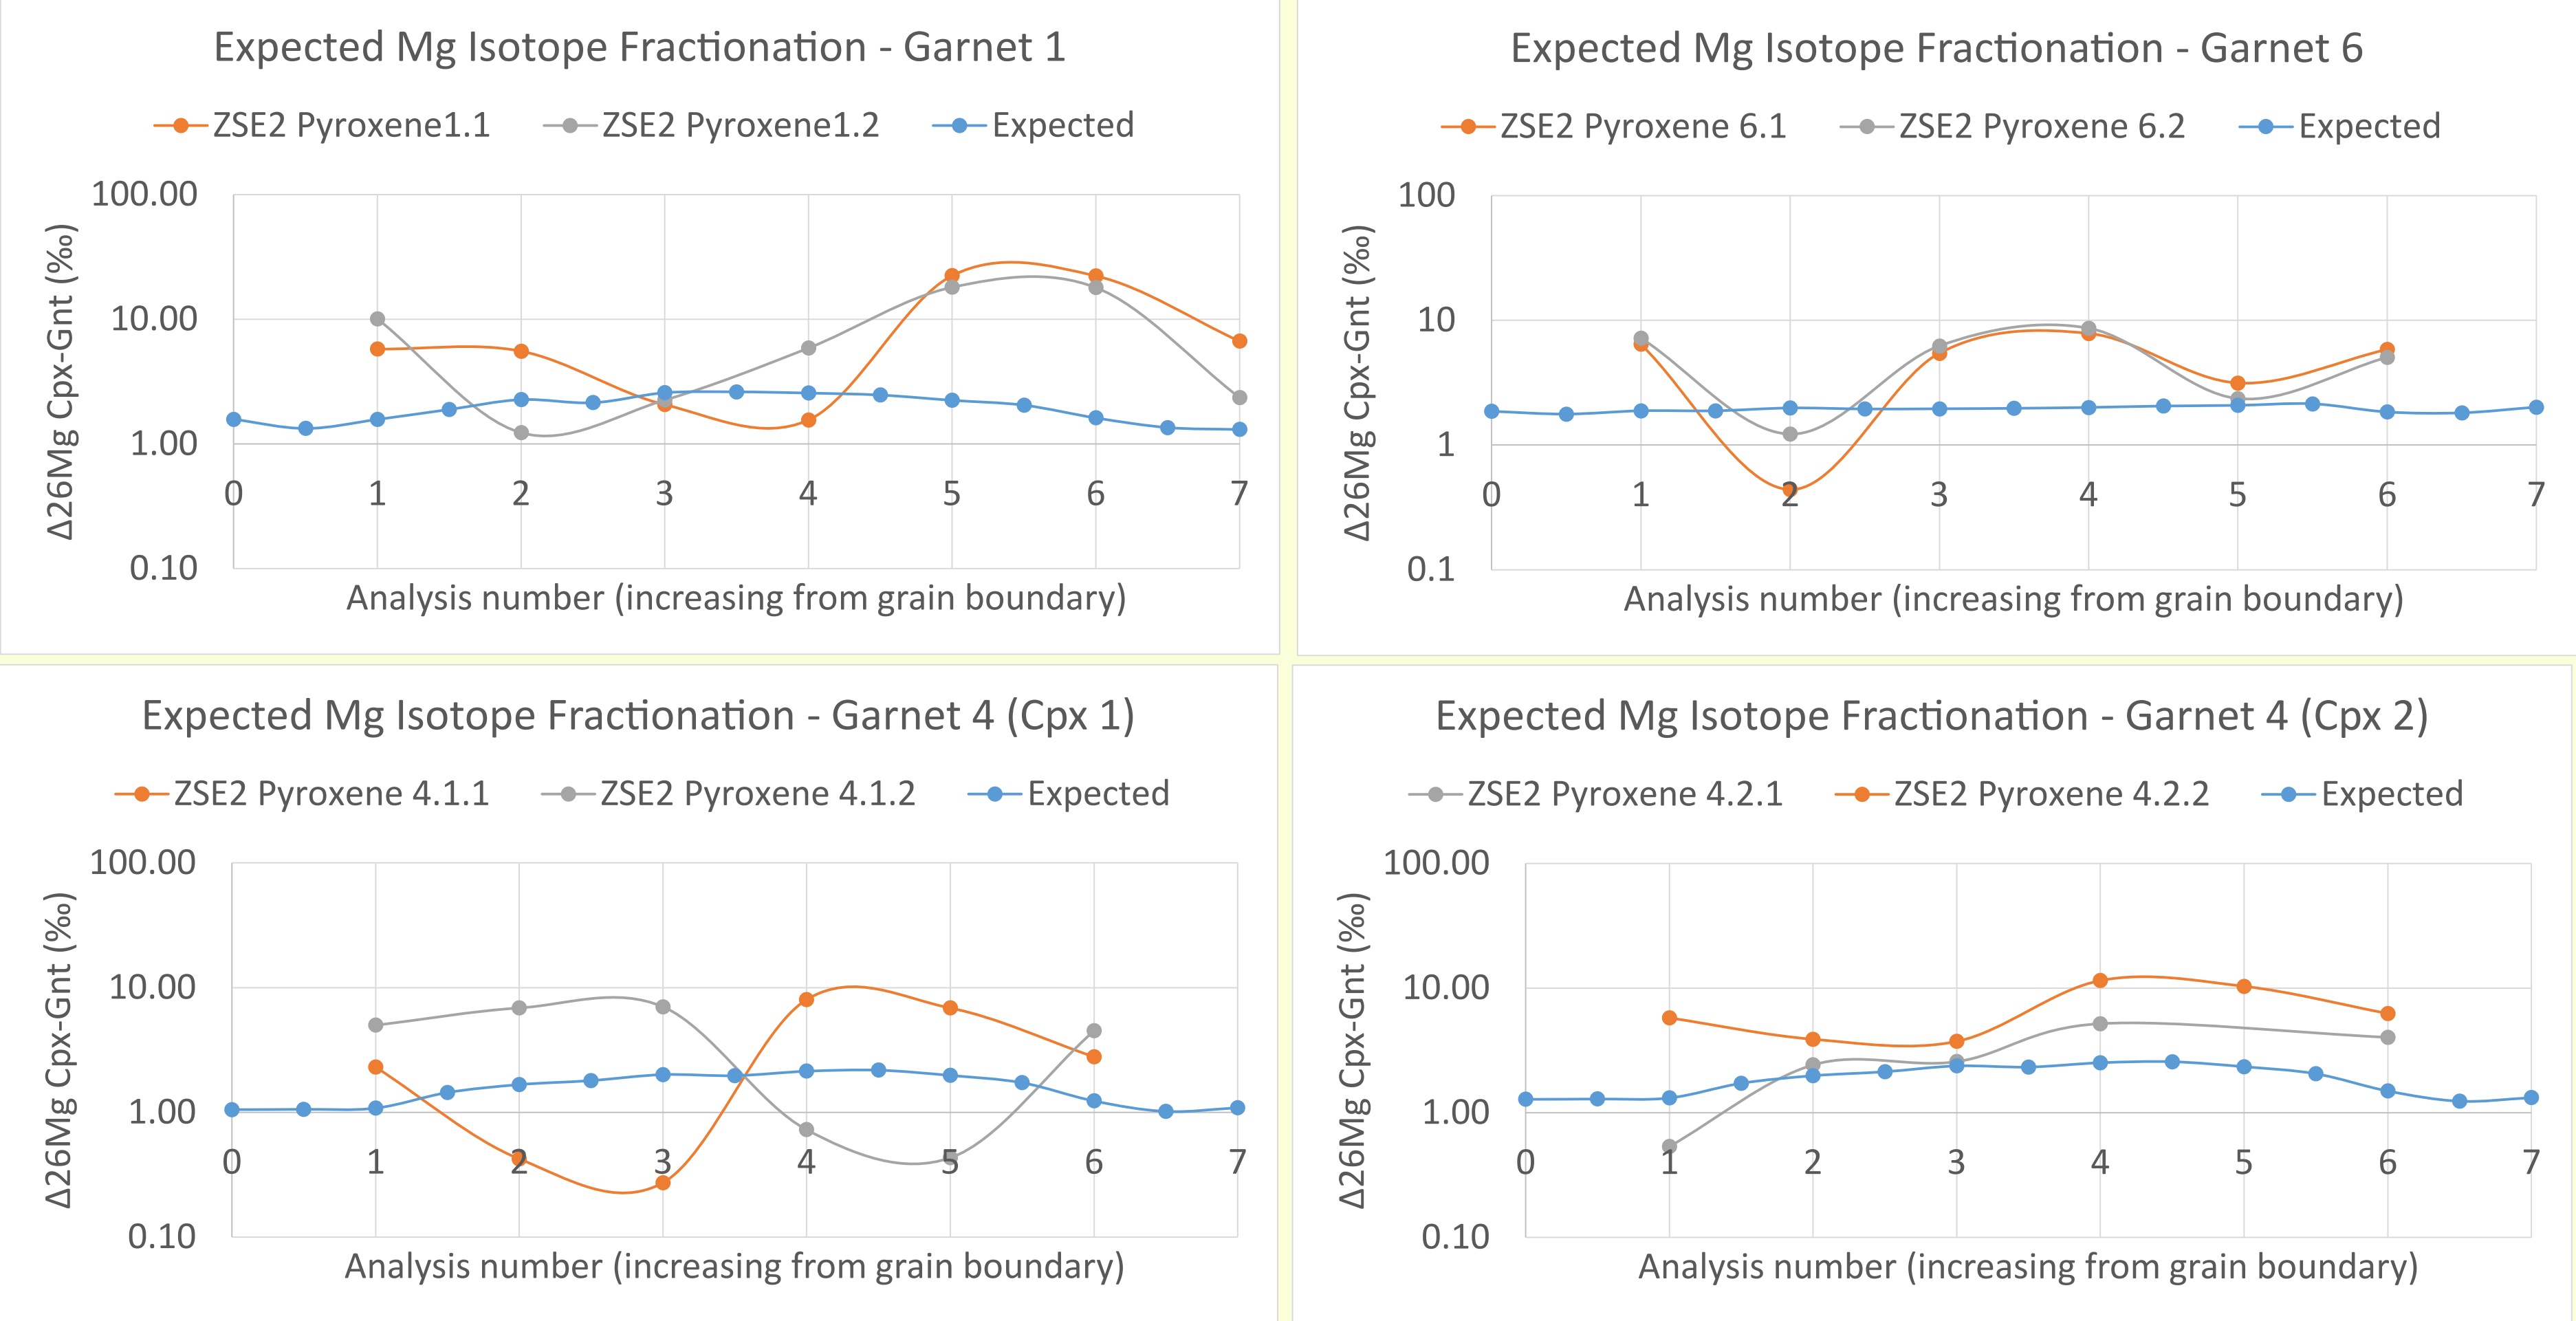 Expected Mg Isotope Fractionation - Garnet 1
ZSE2 Pyroxene1.1 ZSE2 Pyroxene1.2 Expected
Δ26Mg Cpx-Gnt (‰)
100.00
10.00
1.00
0.10
0 1 2 3 4 5 6 7
Analysis number (increasing from grain boundary)
Expected Mg Isotope Fractionation - Garnet 6
ZSE2 Pyroxene 6.1 ZSE2 Pyroxene 6.2 Expected
Δ26Mg Cpx-Gnt (‰)
100
10
1
0.1
0 1 2 3 4 5 6 7
Analysis number (increasing from grain boundary)
Expected Mg Isotope Fractionation - Garnet 4 (Cpx 1)
ZSE2 Pyroxene 4.1.1 ZSE2 Pyroxene 4.1.2 Expected
Δ26Mg Cpx-Gnt (‰)
100.00
10.00
1.00
0.10
0 1 2 3 4 5 6 7
Analysis number (increasing from grain boundary)
Expected Mg Isotope Fractionation - Garnet 4 (Cpx 2)
ZSE2 Pyroxene 4.2.1 ZSE2 Pyroxene 4.2.2 Expected
Δ26Mg Cpx-Gnt (‰)
100.00
10.00
1.00
0.10
0 1 2 3 4 5 6 7
Analysis number (increasing from grain boundary)